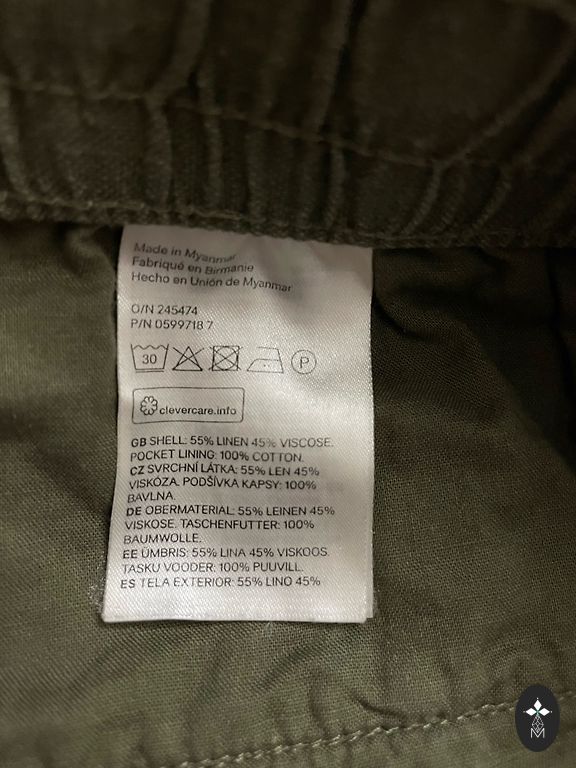 Made in Myanmar
Fabriqué en Birmanie
Hecho en Unión de Myanmar
O/N 245474
P/N 0599718 7
30 P
clevercare.info
GB SHELL: 55% LINEN 45% VISCOSE.
POCKET LINING: 100% COTTON.
CZ SVRCHNÍ LÁTKA: 55% LEN 45%
VISKÓZA. PODŠÍVKA KAPSY: 100%
BAVLNA.
DE OBERMATERIAL: 55% LEINEN 45%
VISKOSE. TASCHENFUTTER: 100%
BAUMWOLLE.
EE ÜMBRIS: 55% LINA 45% VISKOOS.
TASKU VOODER: 100% PUUVILL.
ES TELA EXTERIOR: 55% LINO 45%
M